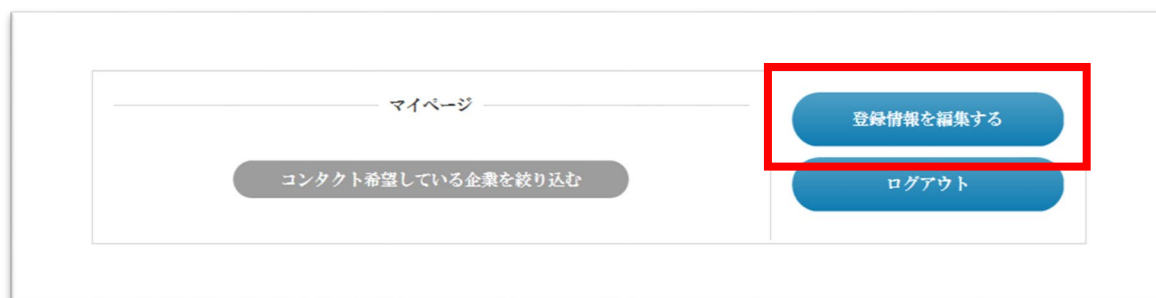 マイページ
登録情報を編集する
コンタクト希望している企業を絞り込む
ログアウト